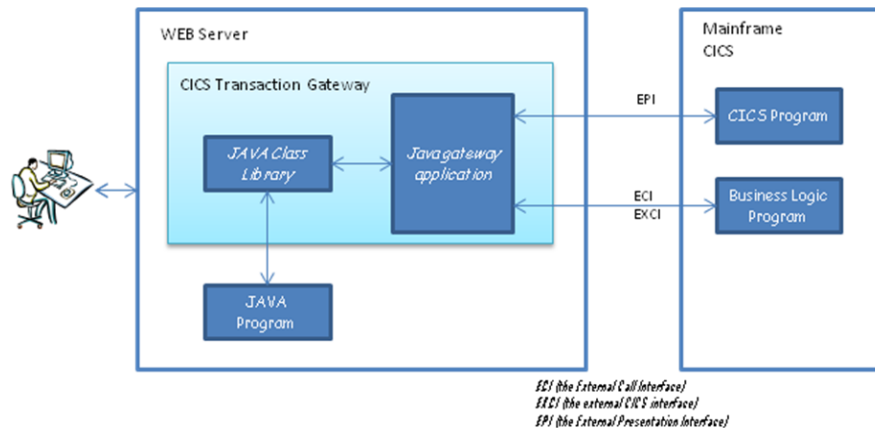 WEB Server
CICS Transaction Gateway
JAVA Class
Library
Java gateway
application
JAVA
Program
EPI
ECI
EXCI
Mainframe
CICS
CICS Program
Business Logic
Program
ECI (the External Call Interface)
EXCI (the external CICS interface)
EPI (the External Presentation Interface)